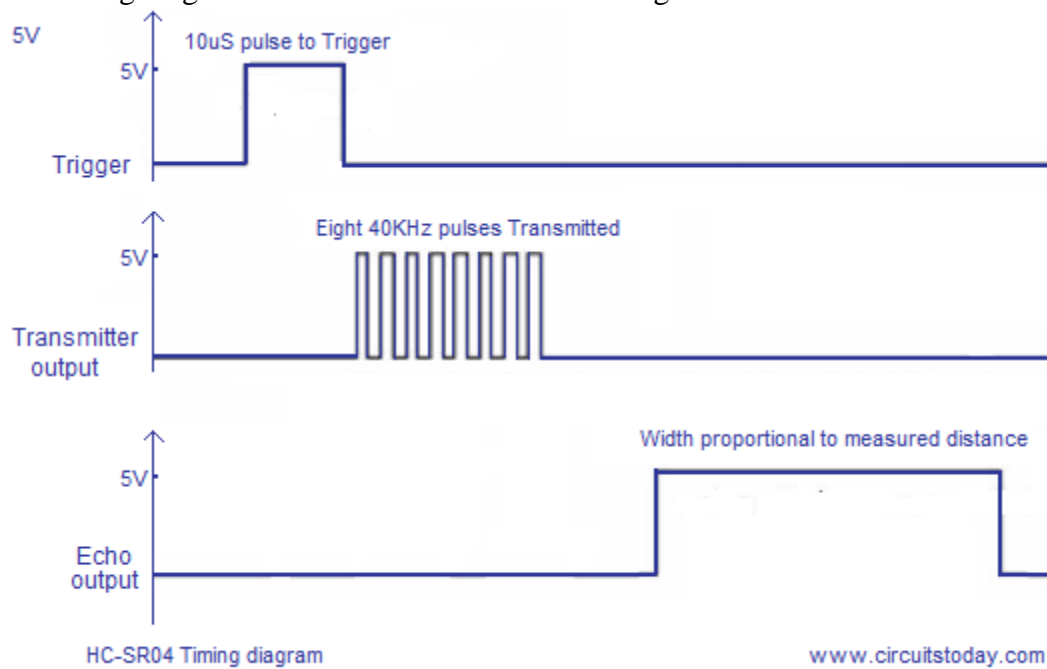 5V
10uS pulse to Trigger
5V
Trigger
Eight 40KHz pulses Transmitted
5V
Transmitter
output
Width proportional to measured distance
5V
Echo
output
HC-SR04 Timing diagram
www.circuitstoday.com